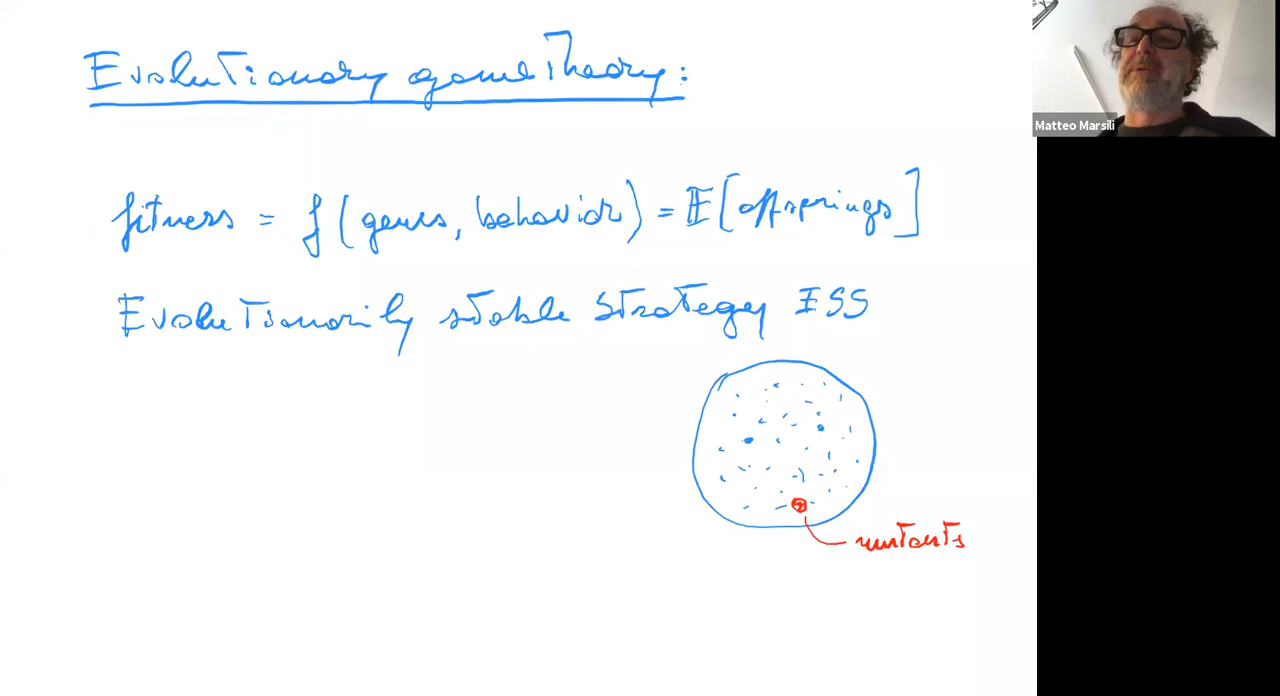 Evolutionary game Theory:
fitness = f (genes, behavior) = 𝔼 [offsprings]
Evolutionarily stable strategy ESS
mutants
Matteo Marsili